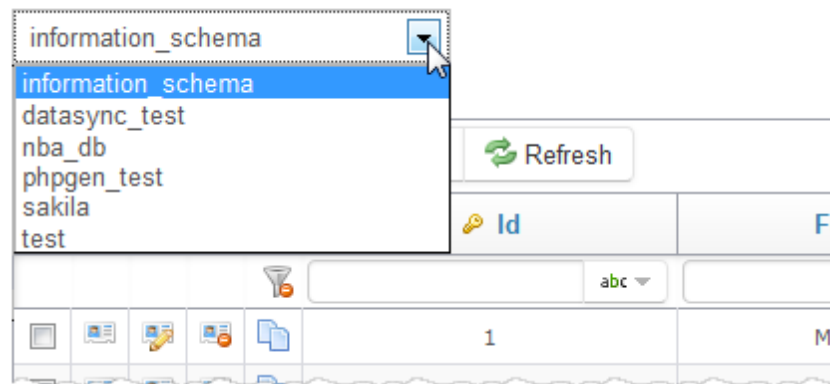 information_schema
information_schema
datasync_test
nba_db
phpgen_test
sakila
test
Refresh
Id
F
abc
1
M